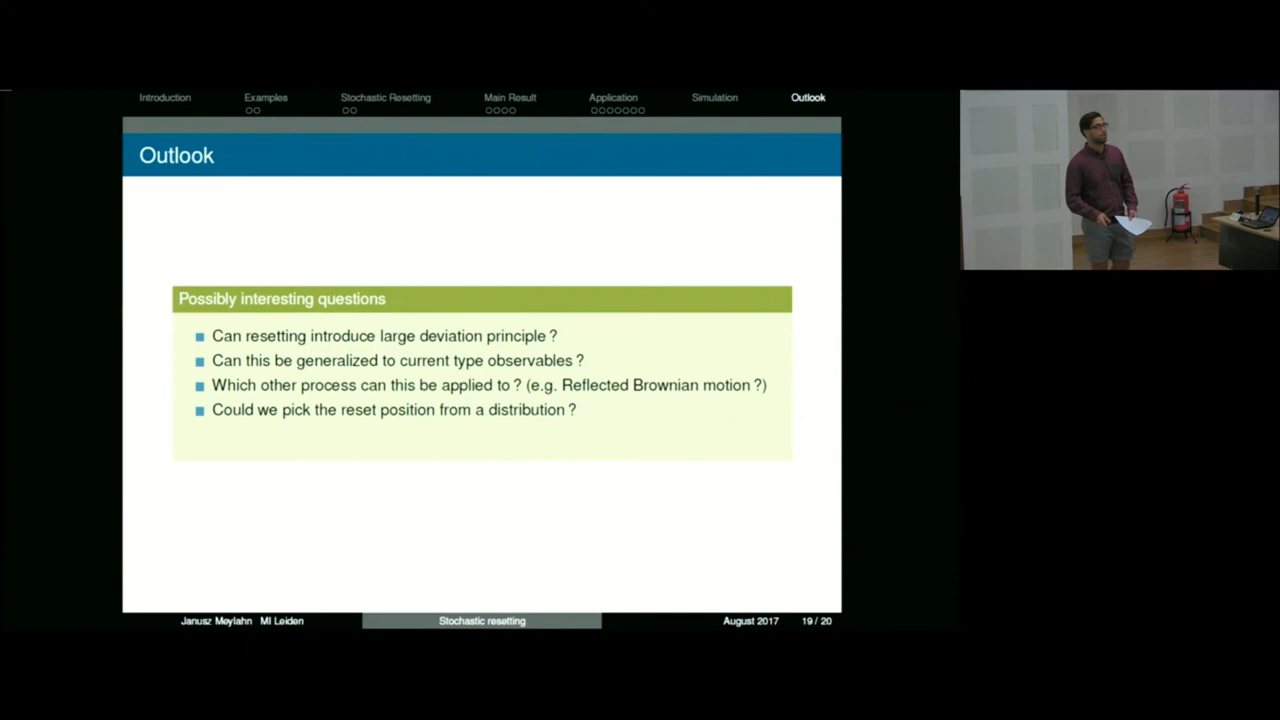 Introduction Examples Stochastic Resetting Main Result Application Simulation Outlook
Outlook
Possibly interesting questions
Can resetting introduce large deviation principle ?
Can this be generalized to current type observables ?
Which other process can this be applied to ? (e.g. Reflected Brownian motion ?)
Could we pick the reset position from a distribution ?
Janusz Meylahn MI Leiden Stochastic resetting August 2017 19 / 20